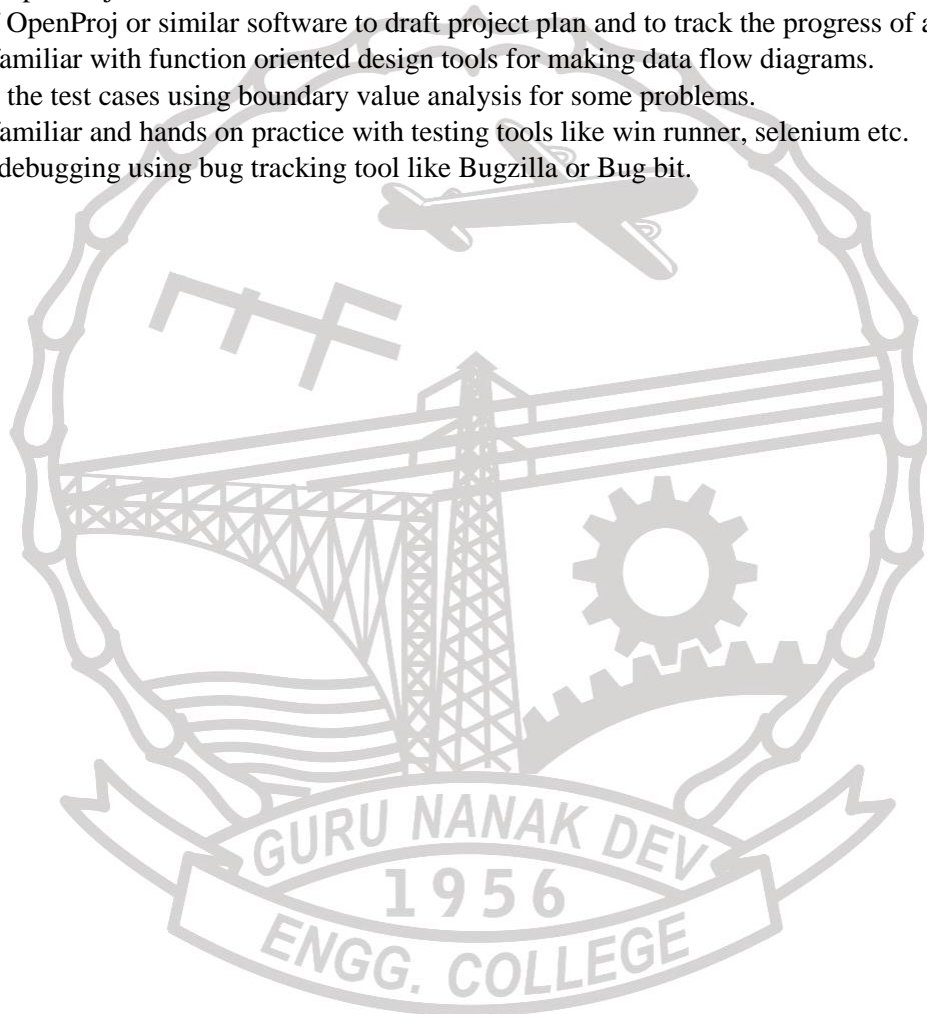 OpenProj or similar software to draft project plan and to track the progress of a
familiar with function oriented design tools for making data flow diagrams.
the test cases using boundary value analysis for some problems.
familiar and hands on practice with testing tools like win runner, selenium etc.
debugging using bug tracking tool like Bugzilla or Bug bit.
GURU NANAK DEV
1956
ENGG. COLLEGE